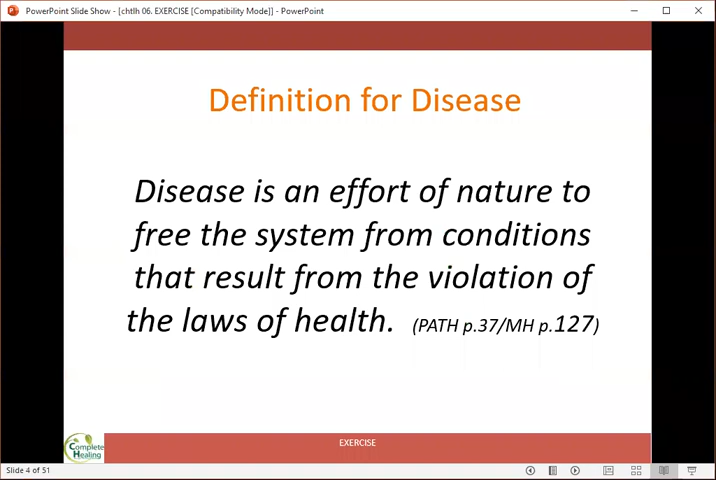 PowerPoint Slide Show - [chtlh 06. EXERCISE [Compatibility Mode]] - PowerPoint
Definition for Disease
Disease is an effort of nature to
free the system from conditions
that result from the violation of
the laws of health. (PATH p.37/MH p.127)
Complete
Healing
EXERCISE
Slide 4 of 51